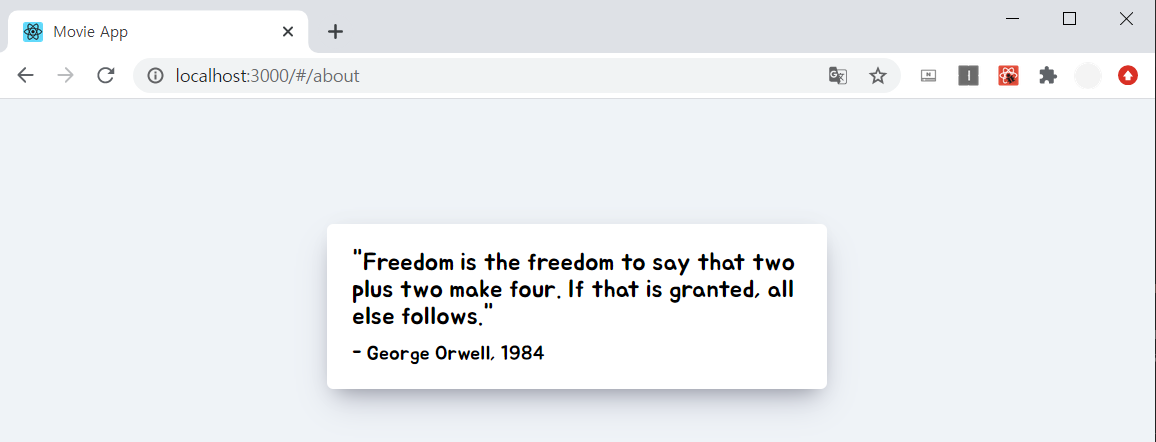 Movie App
localhost:3000/#/about
"Freedom is the freedom to say that two
plus two make four. If that is granted, all
else follows."
- George Orwell, 1984